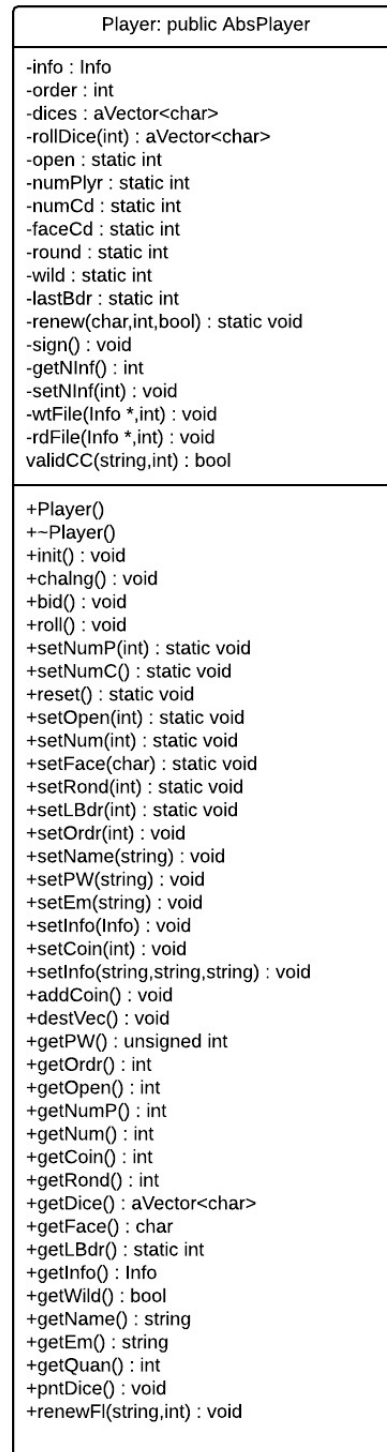 Player: public AbsPlayer
-info : Info
-order : int
-dices : aVector<char>
-rollDice(int) : aVector<char>
-open : static int
-numPlyr : static int
-numCd : static int
-faceCd : static int
-round : static int
-wild : static int
-lastBdr : static int
-renew(char,int,bool) : static void
-sign() : void
-getNInf() : int
-setNInf(int) : void
-wtFile(Info *,int) : void
-rdFile(Info *,int) : void
validCC(string,int) : bool
+Player()
+~Player()
+init() : void
+chalng() : void
+bid() : void
+roll() : void
+setNumP(int) : static void
+setNumC() : static void
+reset() : static void
+setOpen(int) : static void
+setNum(int) : static void
+setFace(char) : static void
+setRond(int) : static void
+setLBdr(int) : static void
+setOrdr(int) : void
+setName(string) : void
+setPW(string) : void
+setEm(string) : void
+setInfo(Info) : void
+setCoin(int) : void
+setInfo(string,string,string) : void
+addCoin() : void
+destVec() : void
+getPW() : unsigned int
+getOrdr() : int
+getOpen() : int
+getNumP() : int
+getNum() : int
+getCoin() : int
+getRond() : int
+getDice() : aVector<char>
+getFace() : char
+getLBdr() : static int
+getInfo() : Info
+getWild() : bool
+getName() : string
+getEm() : string
+getQuan() : int
+pntDice() : void
+renewFl(string,int) : void